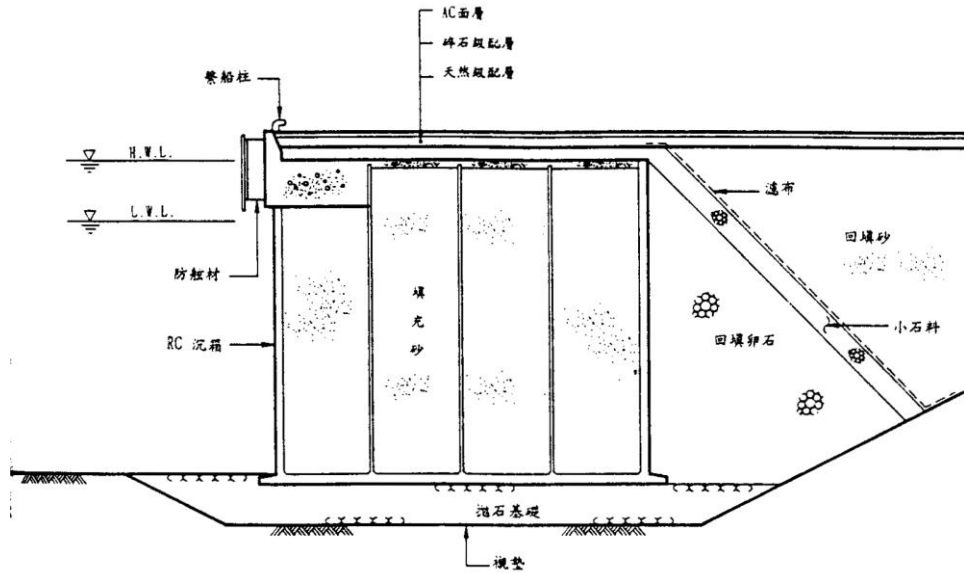 AC面層
碎石級配層
天然級配層
繫船柱
H.W.L.
L.W.L.
濾布
回填砂
防舷材
填充砂
小石料
RC 沉箱
回填卵石
拋石基礎
襯墊